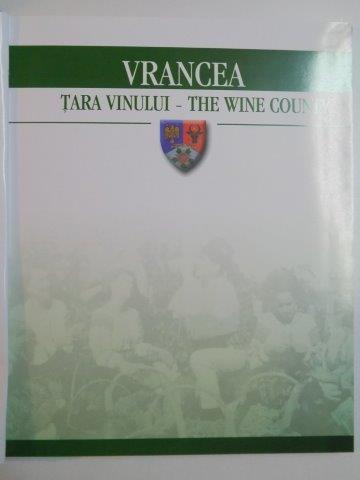 VRANCEA
ȚARA VINULUI - THE WINE